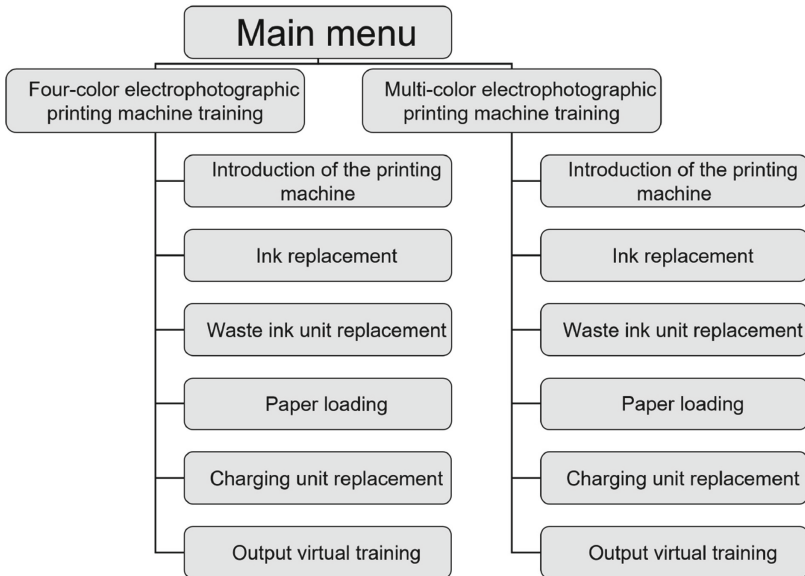 Main menu
Four-color electrophotographic
printing machine training
Multi-color electrophotographic
printing machine training
Introduction of the printing
machine
Ink replacement
Waste ink unit replacement
Paper loading
Charging unit replacement
Output virtual training
Introduction of the printing
machine
Ink replacement
Waste ink unit replacement
Paper loading
Charging unit replacement
Output virtual training